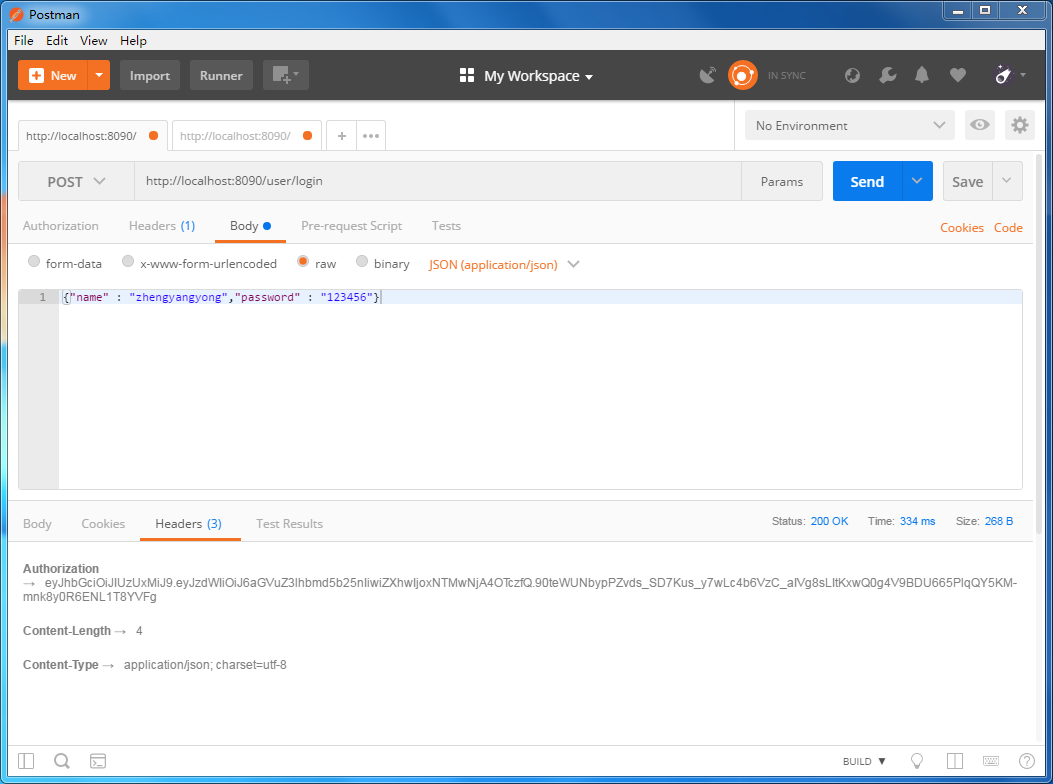 Postman
File Edit View Help
New Import Runner My Workspace IN SYNC
http://localhost:8090/ http://localhost:8090/ + ••• No Environment
POST http://localhost:8090/user/login Params Send Save
Authorization Headers (1) Body Pre-request Script Tests Cookies Code
form-data x-www-form-urlencoded raw binary JSON (application/json)
1 {"name" : "zhengyangyong","password" : "123456"}
Body Cookies Headers (3) Test Results Status: 200 OK Time: 334 ms Size: 268 B
Authorization
→ eyJhbGciOiJIUzUxMiJ9.eyJzdWIiOiJ6aGVuZ3lhbmd5b25nIiwiZXhwIjoxNTMwNjA4OTczfQ.90teWUNbypPZvds_SD7Kus_y7wLc4b6VzC_aIVg8sLItKxwQ0g4V9BDU665PlqQY5KM-
mnk8y0R6ENL1T8YVFg
Content-Length → 4
Content-Type → application/json; charset=utf-8
BUILD ▼